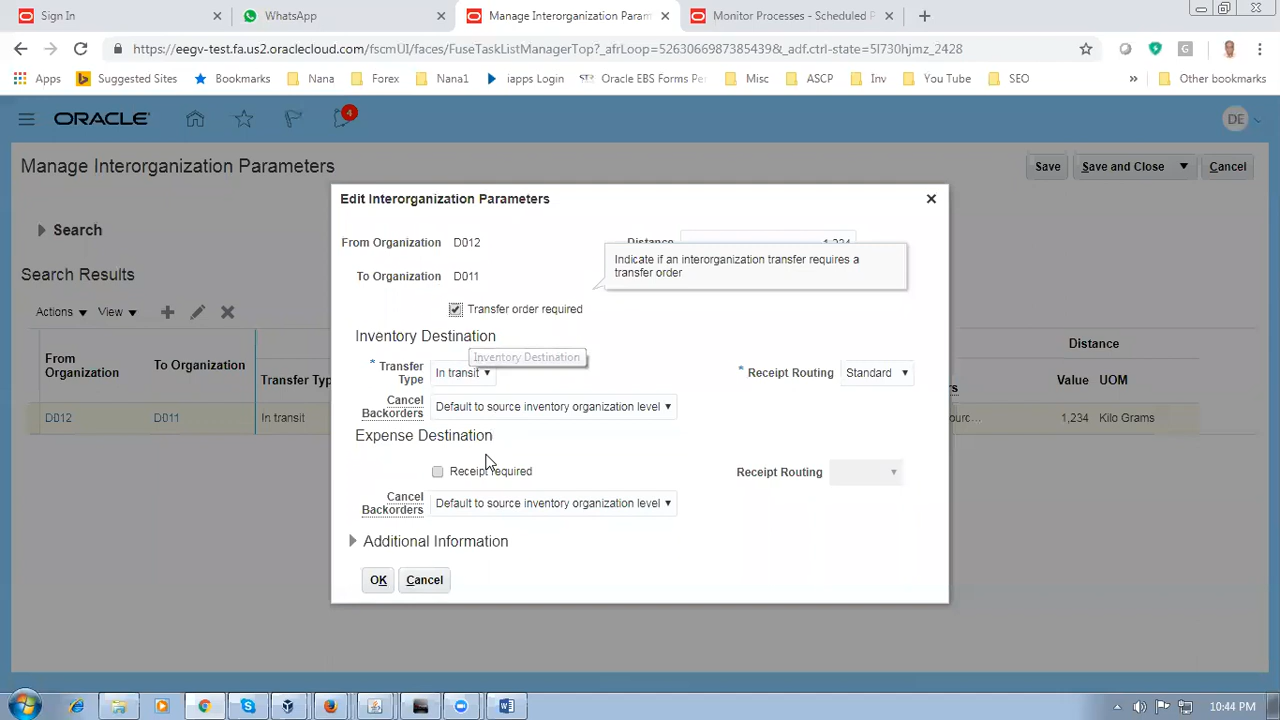 Sign In
WhatsApp
Manage Interorganization Param
Monitor Processes - Scheduled P
https://eegv-test.fa.us2.oraclecloud.com/fscmUI/faces/FuseTaskListManagerTop?_afrLoop=52630669873854 39&_adf.ctrl-state=5l730hjmz_2428
Apps
Suggested Sites
Bookmarks
Nana
Forex
Nana1
iapps Login
Oracle EBS Forms Pe
Misc
ASCP
Inv
You Tube
SEO
»
Other bookmarks
ORACLE
4
DE
Manage Interorganization Parameters
Save
Save and Close
Cancel
Search
Search Results
Actions
View
From Organization
To Organization
Transfer Typ
Distance
rs
Value
UOM
D012
D011
In transit
ourc...
1,234
Kilo Grams
Edit Interorganization Parameters
From Organization D012
Distance
1,234
To Organization D011
Indicate if an interorganization transfer requires a
transfer order
Transfer order required
Inventory Destination
Inventory Destination
* Transfer
Type
In transit
* Receipt Routing Standard
Cancel
Backorders
Default to source inventory organization level
Expense Destination
Receipt required
Receipt Routing
Cancel
Backorders
Default to source inventory organization level
Additional Information
OK
Cancel
10:44 PM